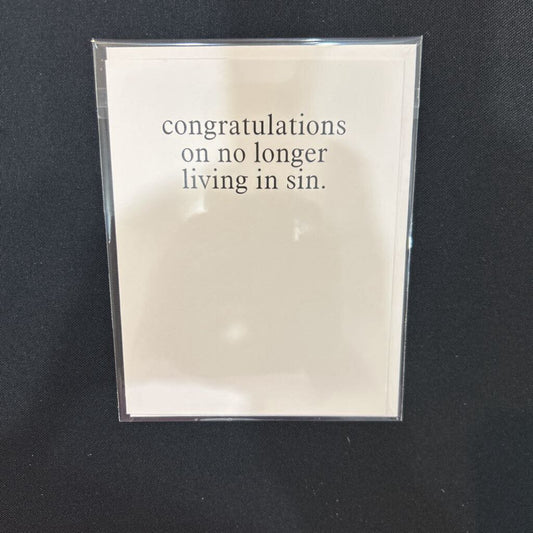 congratulations
on no longer
living in sin.